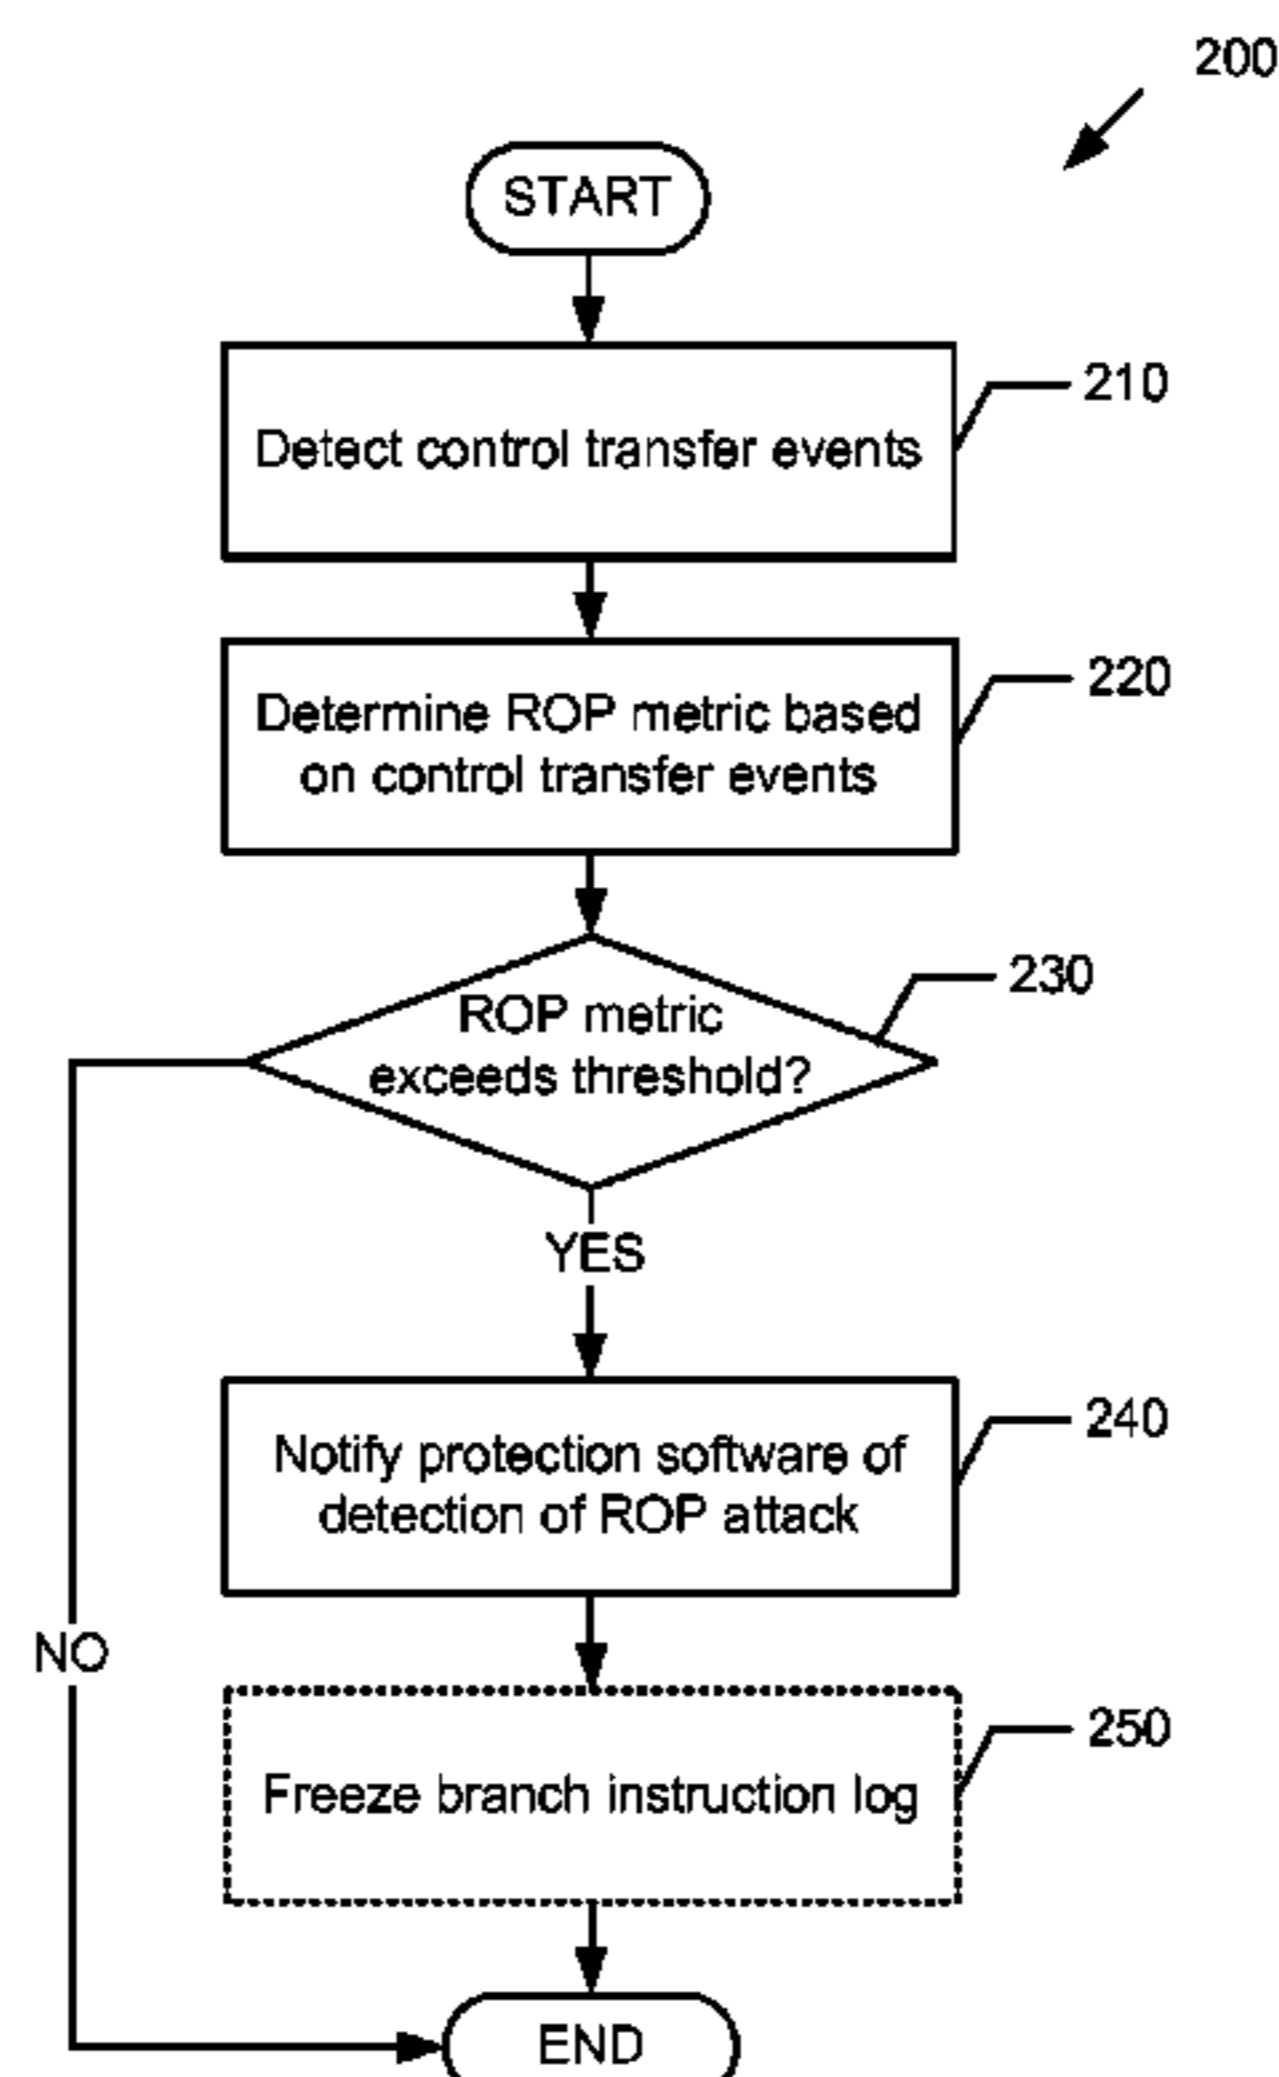 200
START
210
Detect control transfer events
220
Determine ROP metric based
on control transfer events
230
ROP metric
exceeds threshold?
YES
240
Notify protection software of
detection of ROP attack
NO
250
Freeze branch instruction log
END